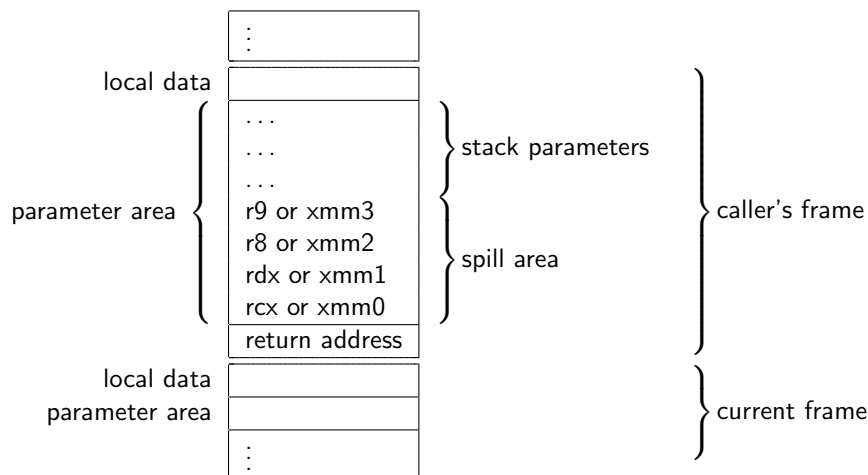 ⋮
local data
. . .
. . . stack parameters
. . .
parameter area r9 or xmm3 caller's frame
r8 or xmm2
spill area
rdx or xmm1
rcx or xmm0
return address
local data
parameter area current frame
⋮